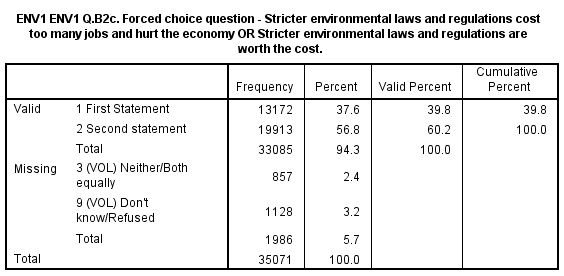 ENV1 ENV1 Q.B2c. Forced choice question - Stricter environmental laws and regulations cost
too many jobs and hurt the economy OR Stricter environmental laws and regulations are
worth the cost.
Frequency Percent Valid Percent Cumulative Percent
Valid 1 First Statement 13172 37.6 39.8 39.8
2 Second statement 19913 56.8 60.2 100.0
Total 33085 94.3 100.0
Missing 3 (VOL) Neither/Both
equally 857 2.4
9 (VOL) Don't
know/Refused 1128 3.2
Total 1986 5.7
Total 35071 100.0